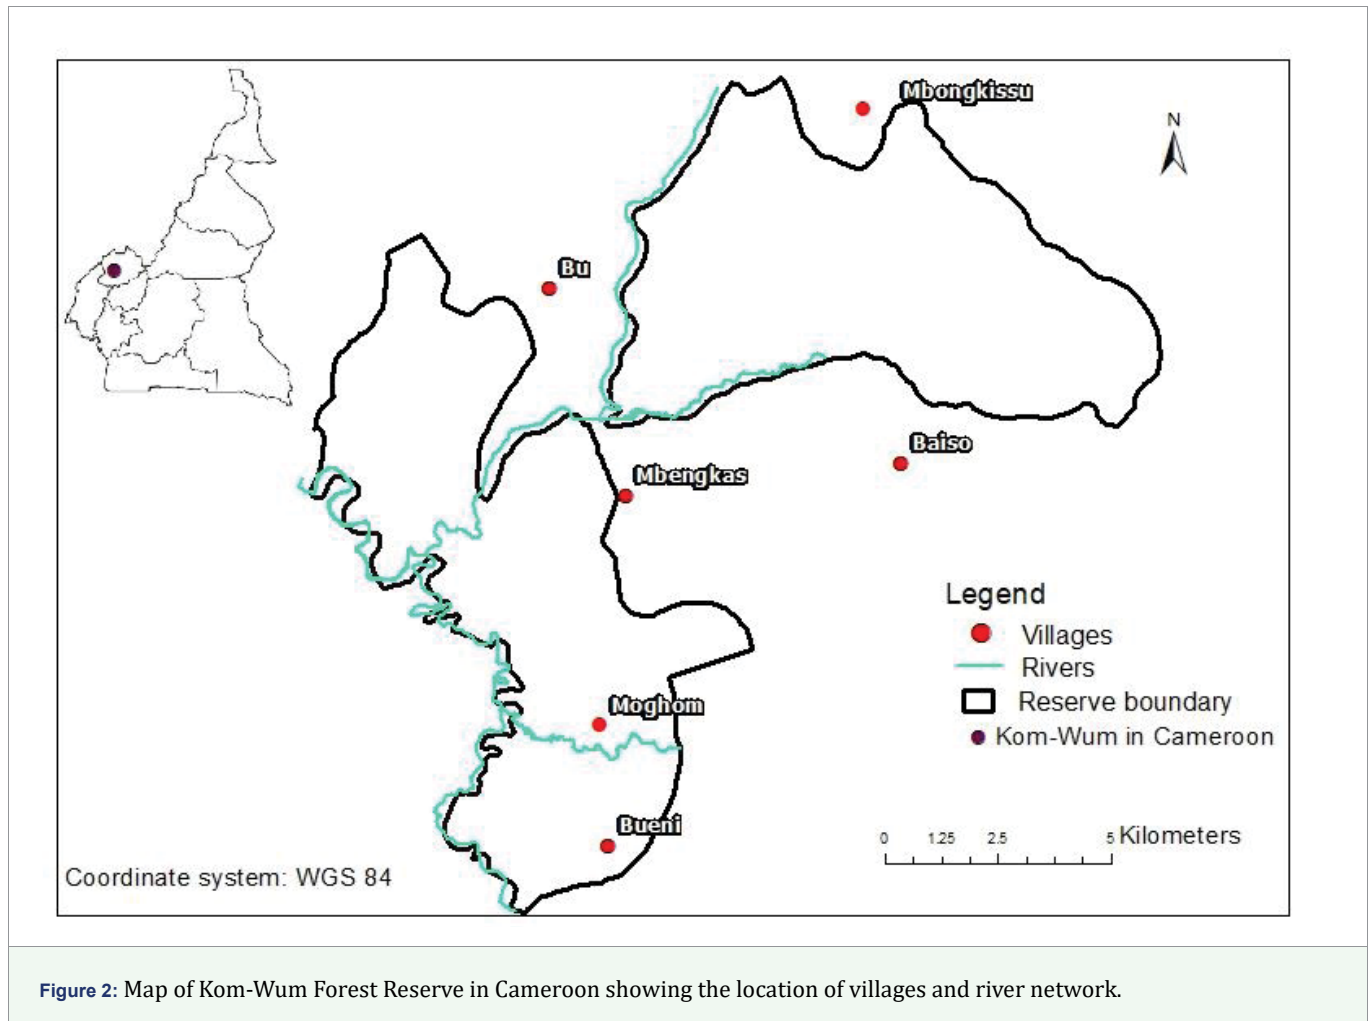 Mbongkissu
N
Bu
Baiso
Mbengkas
Legend
Villages
Rivers
Reserve boundary
Kom-Wum in Cameroon
Moghom
Bueni
0 1.25 2.5 5 Kilometers
Coordinate system: WGS 84
Figure 2: Map of Kom-Wum Forest Reserve in Cameroon showing the location of villages and river network.